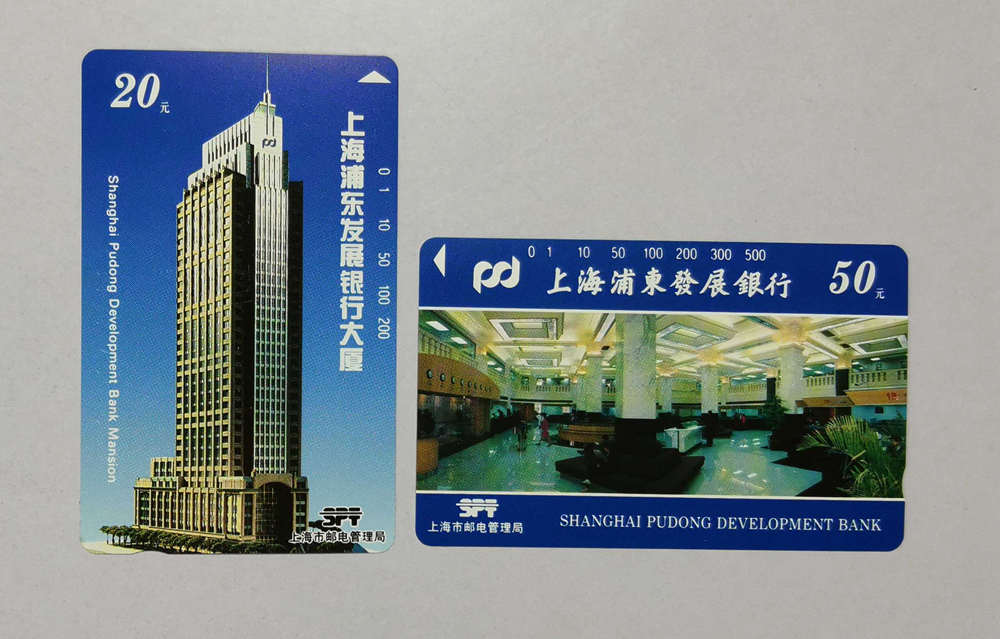 20元
上海浦东发展银行大厦
0 1 10 50 100 200
Shanghai Pudong Development Bank Mansion
SPT
上海市邮电管理局
0 1 10 50 100 200 300 500
上海浦東發展銀行
50元
SPT
上海市邮电管理局
SHANGHAI PUDONG DEVELOPMENT BANK